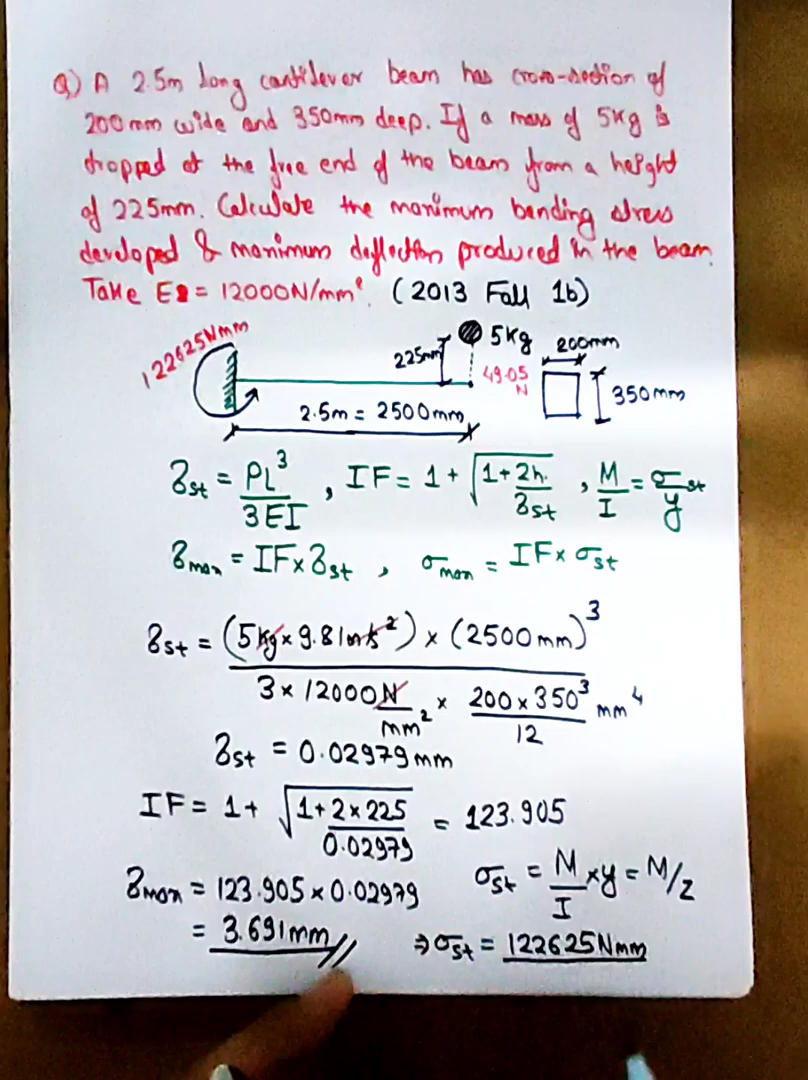 Q) A 2.5m long cantilever beam has cross-section of
200mm wide and 350mm deep. If a mass of 5kg is
dropped at the free end of the beam from a height
of 225mm. Calculate the maximum bending stress
developed & maximum deflection produced in the beam.
Take E = 12000N/mm². (2013 Fall 1b)
122625Nmm
225mm
5kg
49.05
N
200mm
350mm
2.5m = 2500mm
δst = PL³/3EI , IF = 1 + √(1 + 2h/δst) , M/I = σst/y
δmax = IF x δst , σmax = IF x σst
δst = (5kg x 9.81m/s²) x (2500mm)³
3 x 12000 N/mm² x 200 x 350³/12 mm⁴
δst = 0.02979mm
IF = 1 + √(1 + 2 x 225/0.02979) = 123.905
δmax = 123.905 x 0.02979
= 3.691mm
σst = M/I x y = M/Z
⇒ σst = 122625Nmm